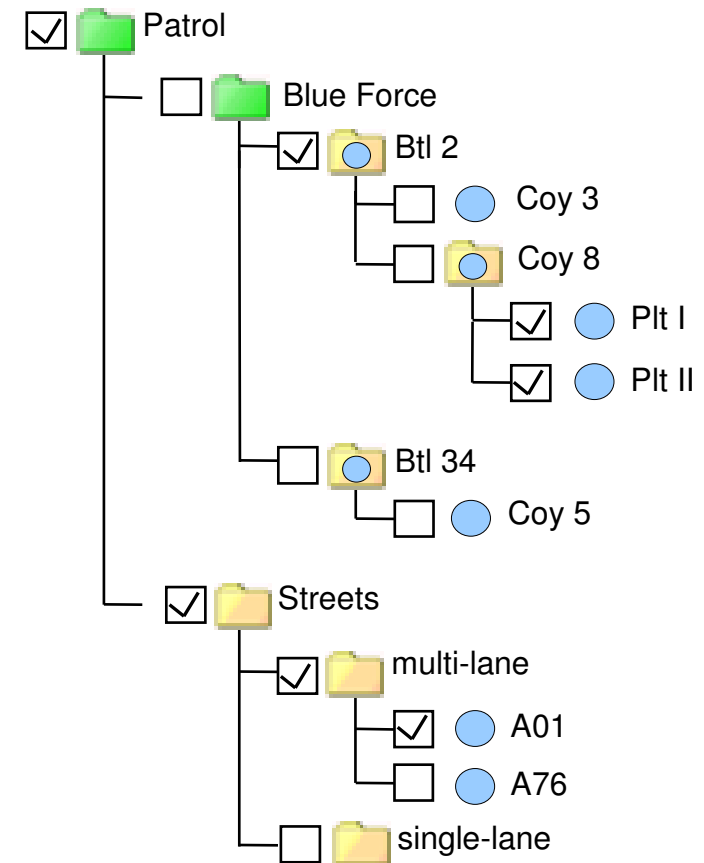 Patrol
Blue Force
Btl 2
Coy 3
Coy 8
Plt I
Plt II
Btl 34
Coy 5
Streets
multi-lane
A01
A76
single-lane